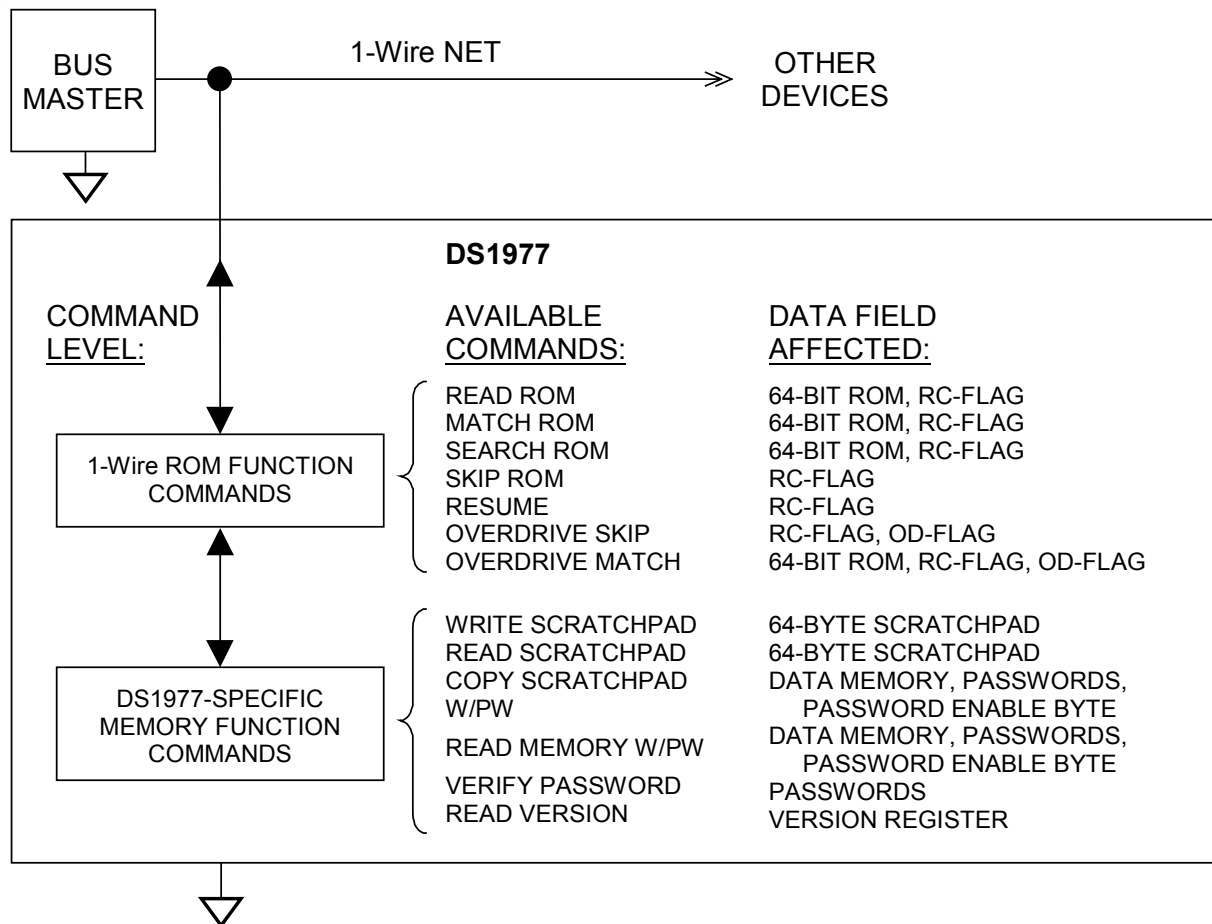 BUS
MASTER
1-Wire NET
OTHER
DEVICES
DS1977
COMMAND
LEVEL:
AVAILABLE
COMMANDS:
DATA FIELD
AFFECTED:
1-Wire ROM FUNCTION
COMMANDS
READ ROM 64-BIT ROM, RC-FLAG
MATCH ROM 64-BIT ROM, RC-FLAG
SEARCH ROM 64-BIT ROM, RC-FLAG
SKIP ROM RC-FLAG
RESUME RC-FLAG
OVERDRIVE SKIP RC-FLAG, OD-FLAG
OVERDRIVE MATCH 64-BIT ROM, RC-FLAG, OD-FLAG
DS1977-SPECIFIC
MEMORY FUNCTION
COMMANDS
WRITE SCRATCHPAD 64-BYTE SCRATCHPAD
READ SCRATCHPAD 64-BYTE SCRATCHPAD
COPY SCRATCHPAD DATA MEMORY, PASSWORDS,
W/PW PASSWORD ENABLE BYTE
READ MEMORY W/PW DATA MEMORY, PASSWORDS,
PASSWORD ENABLE BYTE
VERIFY PASSWORD PASSWORDS
READ VERSION VERSION REGISTER